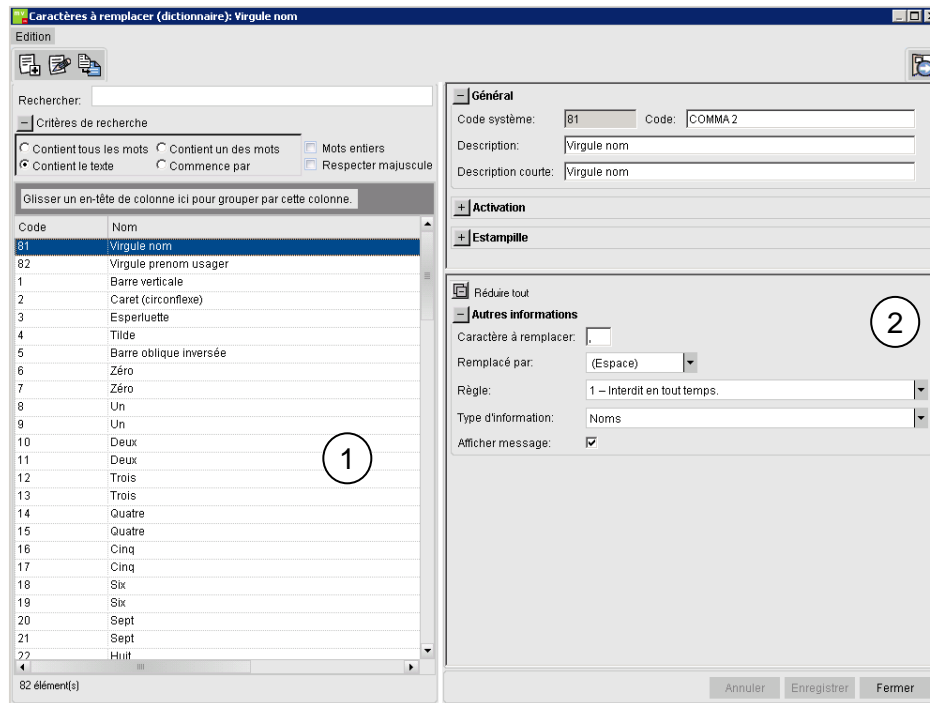 Caractères à remplacer (dictionnaire): Virgule nom
Edition
Rechercher:
Critères de recherche
Contient tous les mots Contient un des mots Mots entiers
Contient le texte Commence par Respecter majuscule
Glisser un en-tête de colonne ici pour grouper par cette colonne.
Code Nom
81 Virgule nom
82 Virgule prenom usager
1 Barre verticale
2 Caret (circonflexe)
3 Esperluette
4 Tilde
5 Barre oblique inversée
6 Zéro
7 Zéro
8 Un
9 Un
10 Deux
11 Deux
12 Trois
13 Trois
14 Quatre
15 Quatre
16 Cinq
17 Cinq
18 Six
19 Six
20 Sept
21 Sept
22 Huit
82 élément(s)
1
Général
Code système: 81 Code: COMMA 2
Description: Virgule nom
Description courte: Virgule nom
Activation
Estampille
Réduire tout
Autres informations
2
Caractère à remplacer: ,
Remplacé par: (Espace)
Règle: 1 – Interdit en tout temps.
Type d'information: Noms
Afficher message:
Annuler Enregistrer Fermer